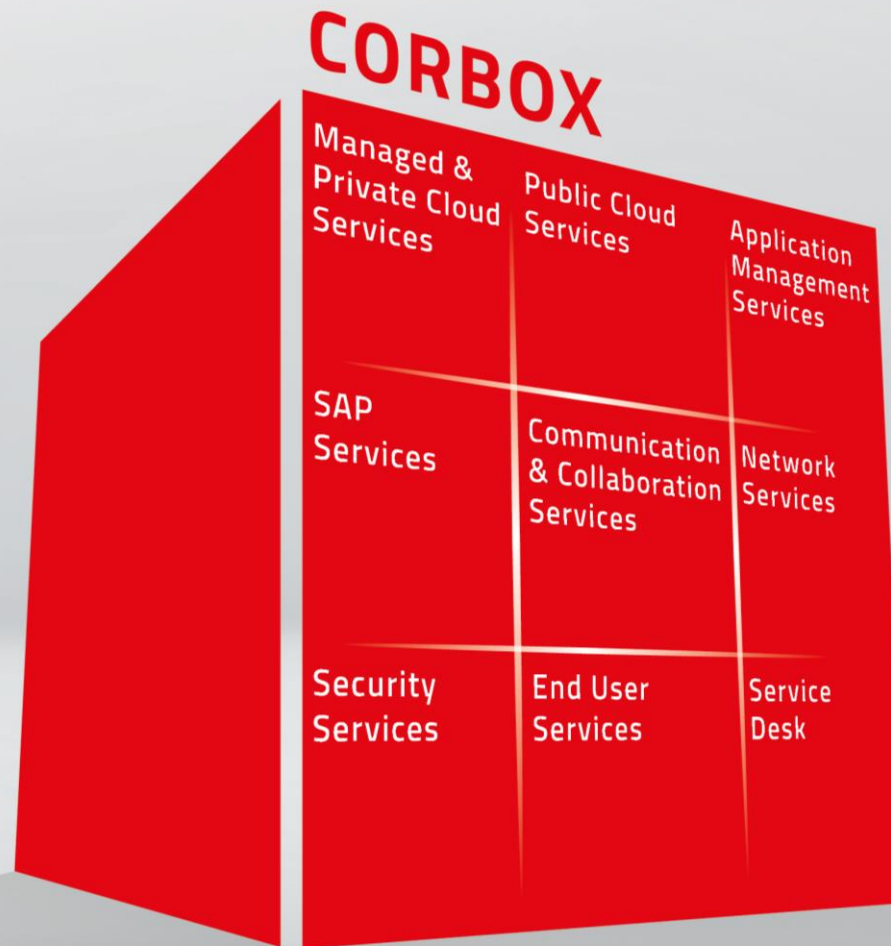 CORBOX
Managed &
Private Cloud
Services
Public Cloud
Services
Application
Management
Services
SAP
Services
Communication
& Collaboration
Services
Network
Services
Security
Services
End User
Services
Service
Desk